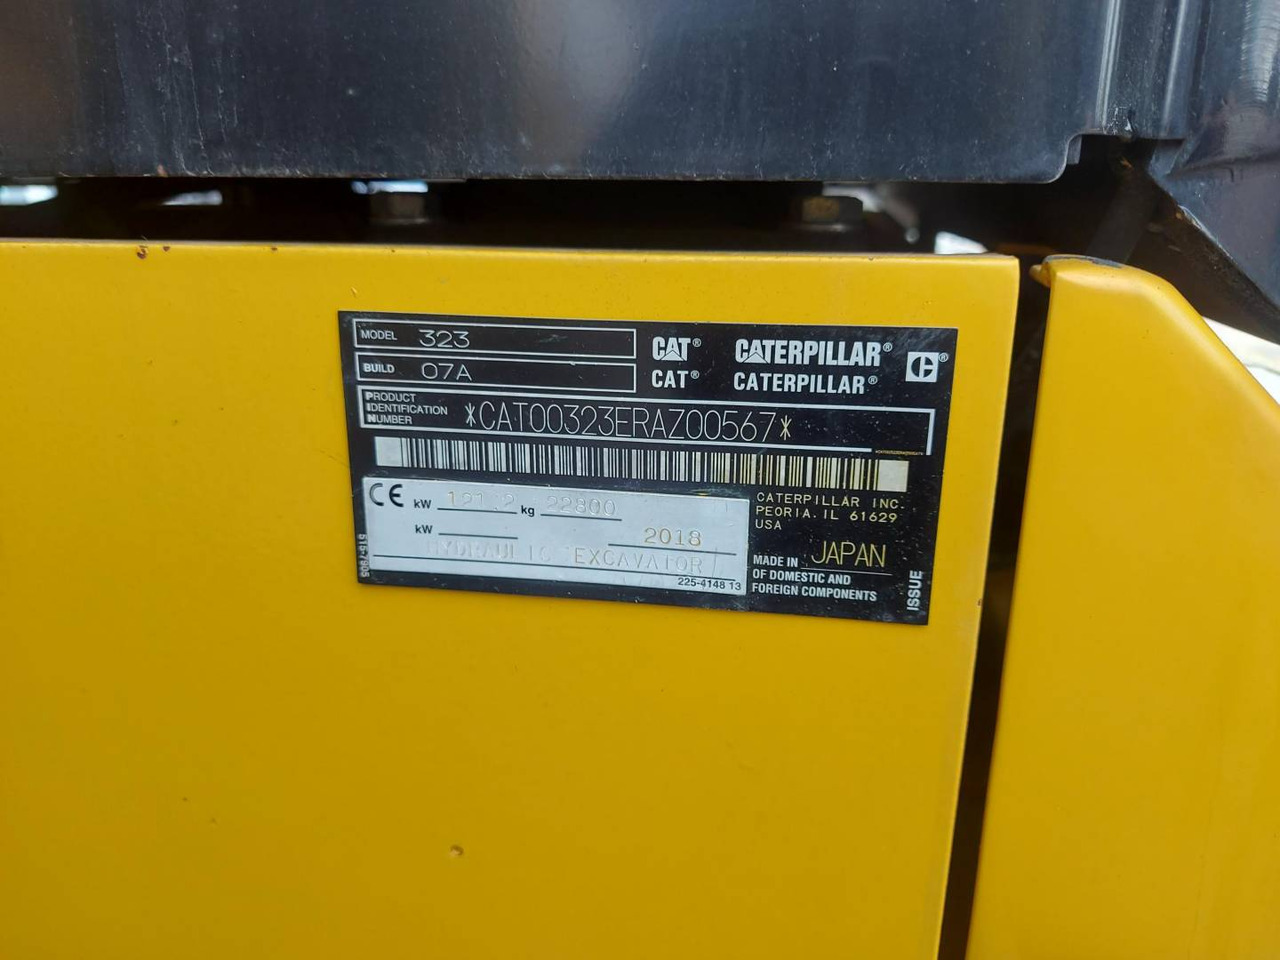 MODEL 323
BUILD 07A
CAT® CATERPILLAR® ®
CAT® CATERPILLAR®
PRODUCT
IDENTIFICATION
NUMBER
*CAT00323ERAZ00567*
CE kW kg 22800
kW 2018
HYDRAULIC EXCAVATOR
225-4148 13
516-7905
CATERPILLAR INC.
PEORIA. IL 61629
USA
MADE IN JAPAN
OF DOMESTIC AND
FOREIGN COMPONENTS
ISSUE